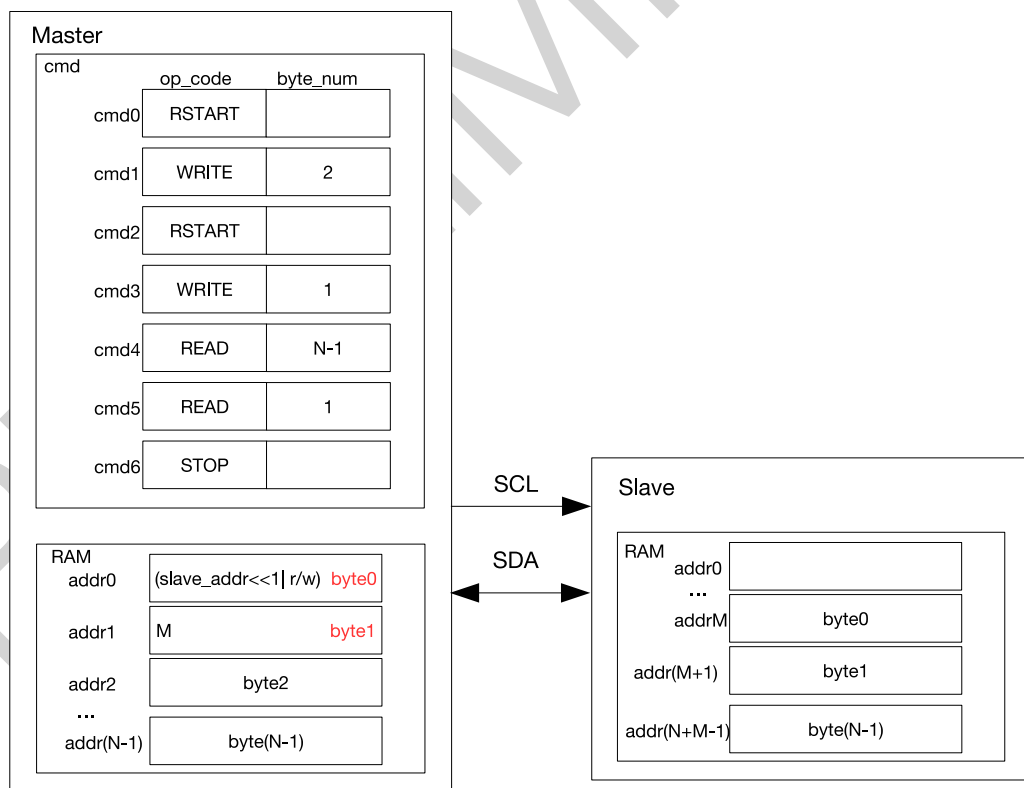 Master
cmd
op_code byte_num
cmd0 RSTART
cmd1 WRITE 2
cmd2 RSTART
cmd3 WRITE 1
cmd4 READ N-1
cmd5 READ 1
cmd6 STOP
RAM
addr0 (slave_addr<<1| r/w) byte0
addr1 M byte1
addr2 byte2
...
addr(N-1) byte(N-1)
SCL
SDA
Slave
RAM
addr0
...
addrM byte0
addr(M+1) byte1
addr(N+M-1) byte(N-1)